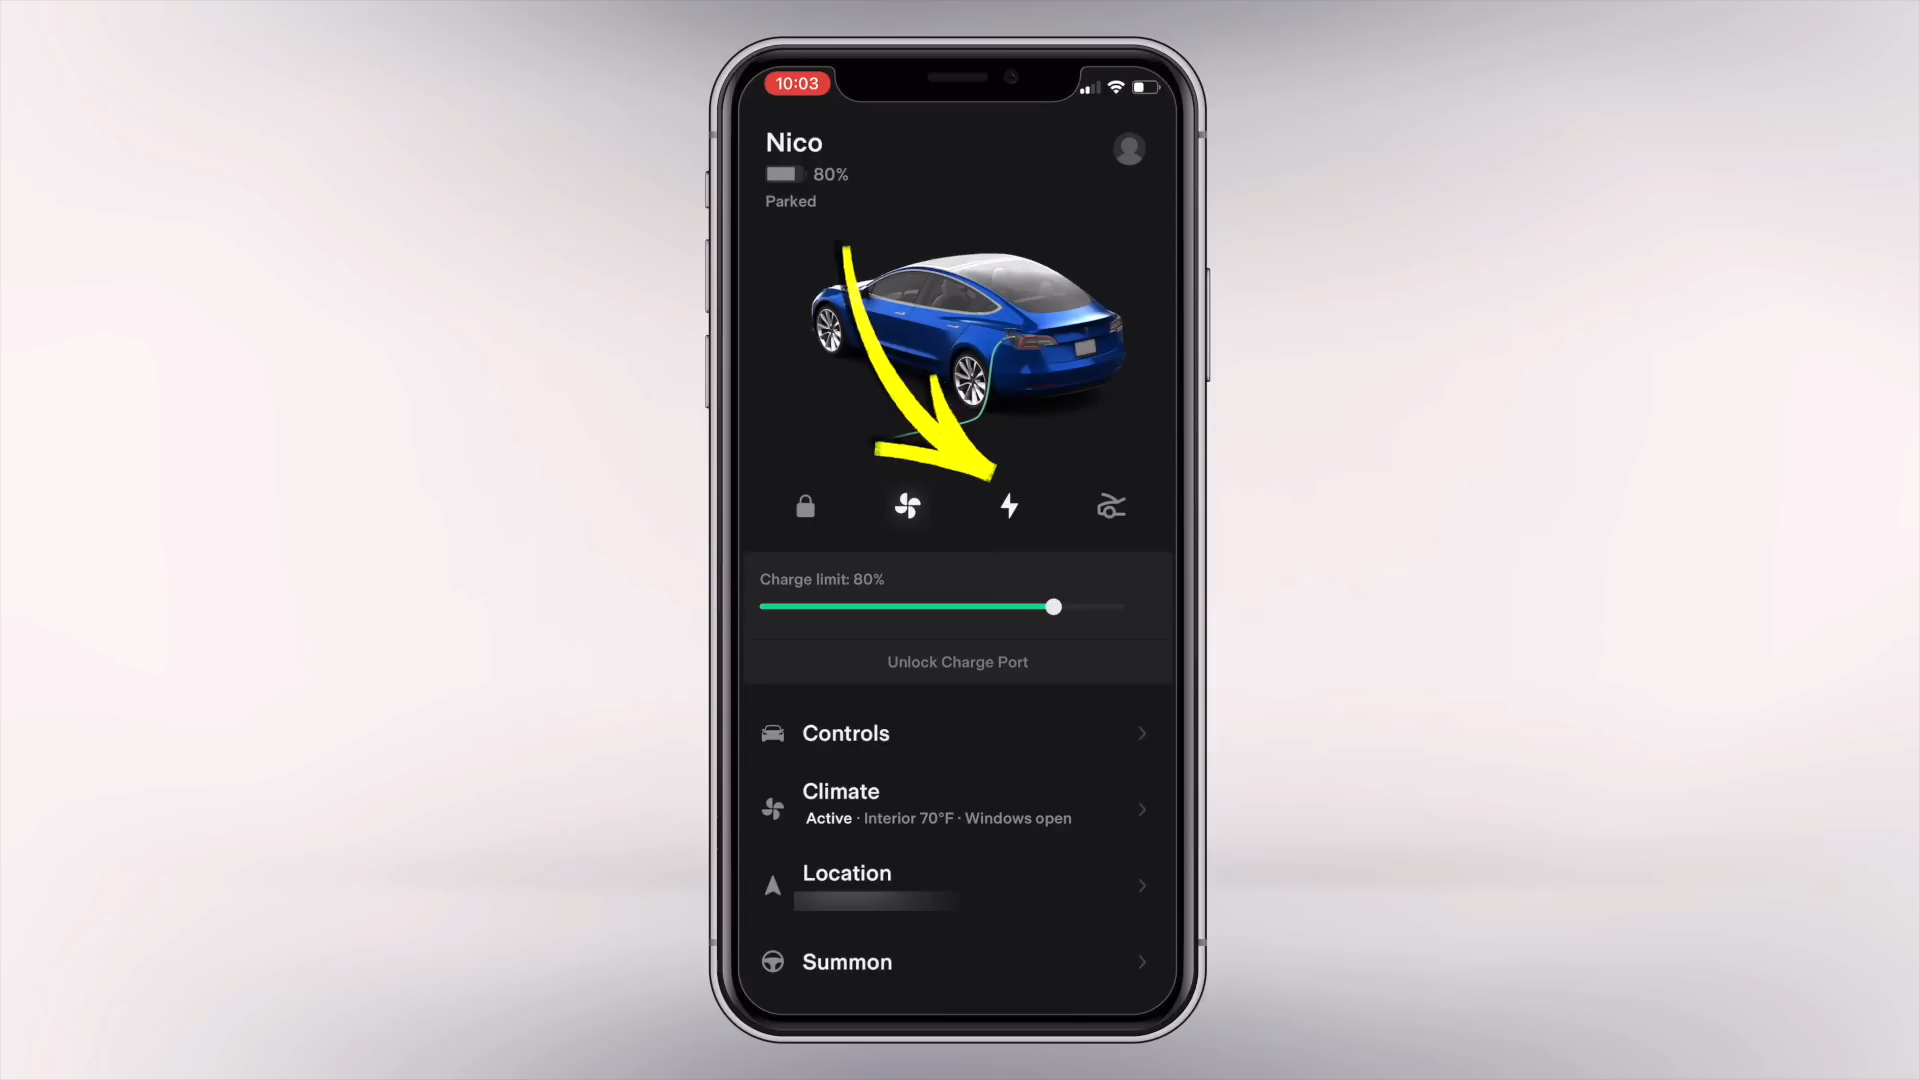 10:03
Nico
80%
Parked
Charge limit: 80%
Unlock Charge Port
Controls
Climate
Active · Interior 70°F · Windows open
Location
Summon